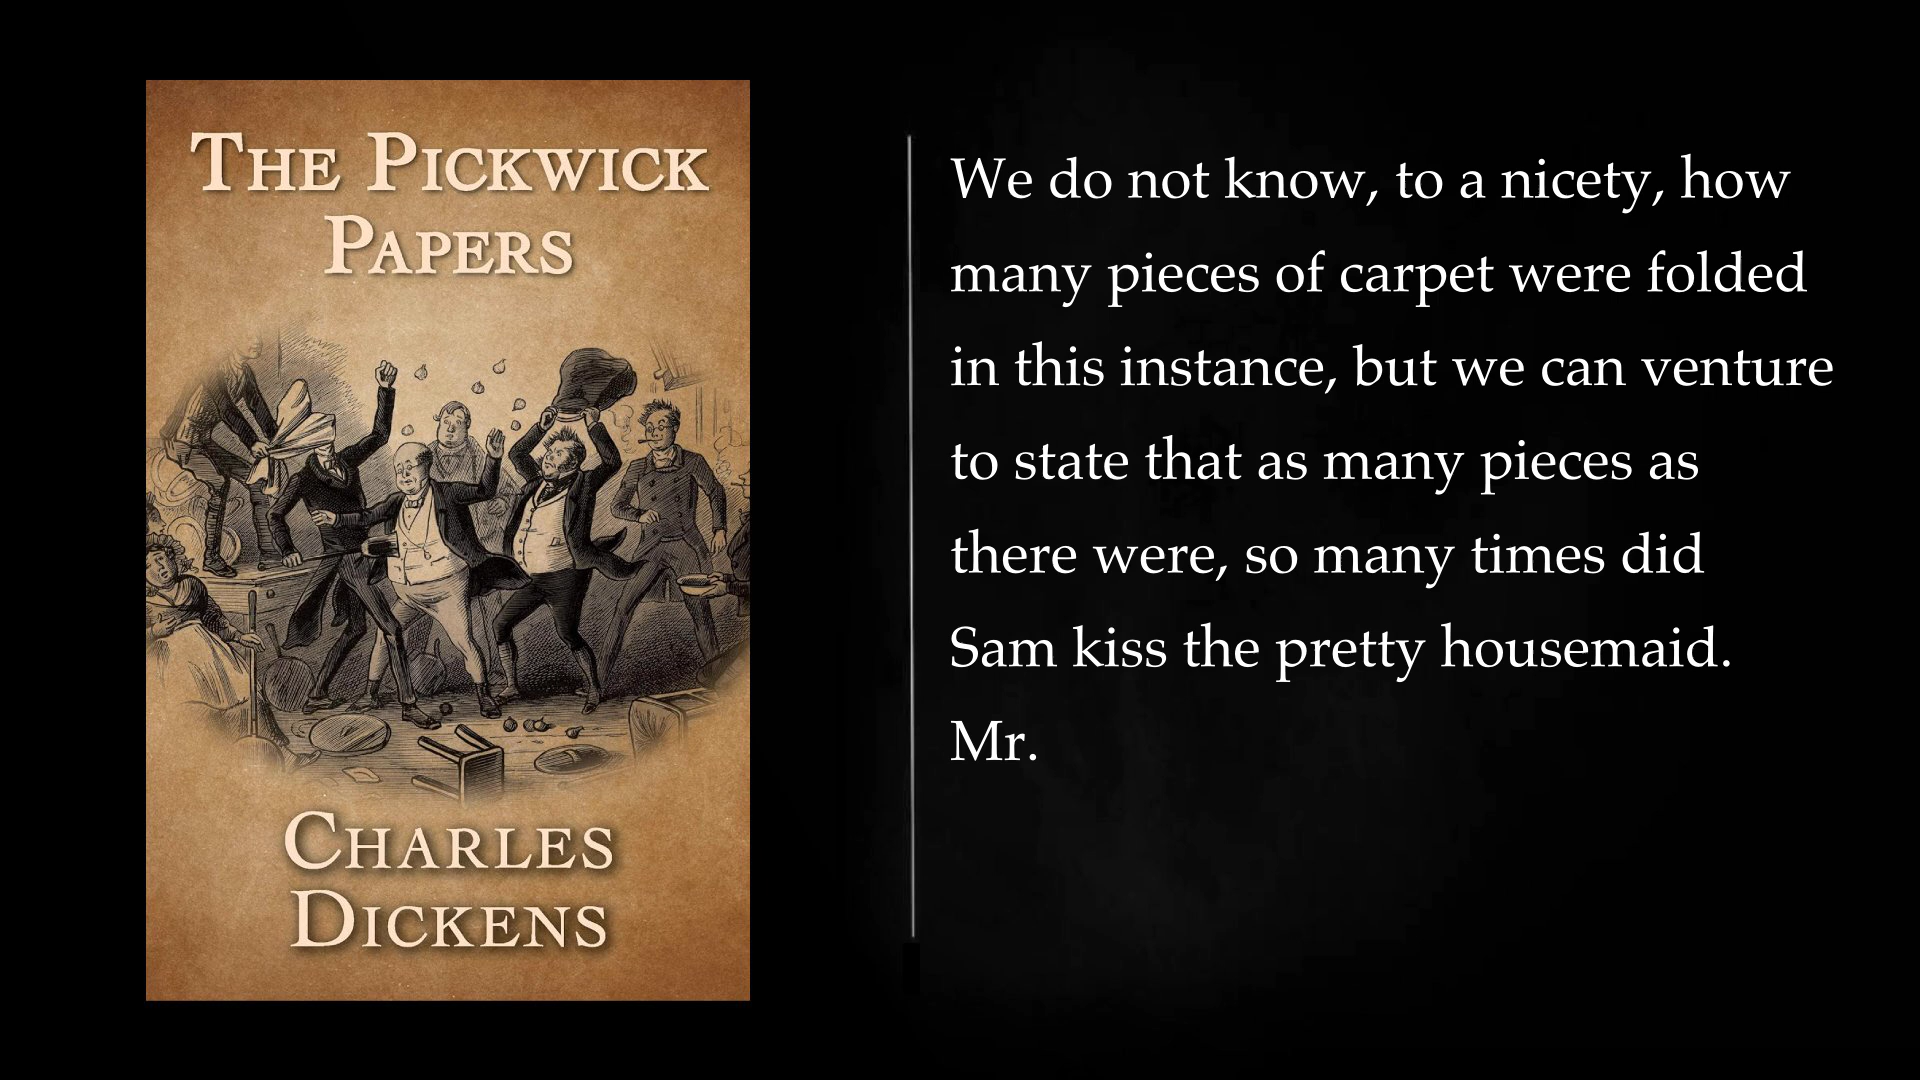 The Pickwick
Papers
Charles
Dickens
We do not know, to a nicety, how
many pieces of carpet were folded
in this instance, but we can venture
to state that as many pieces as
there were, so many times did
Sam kiss the pretty housemaid.
Mr.